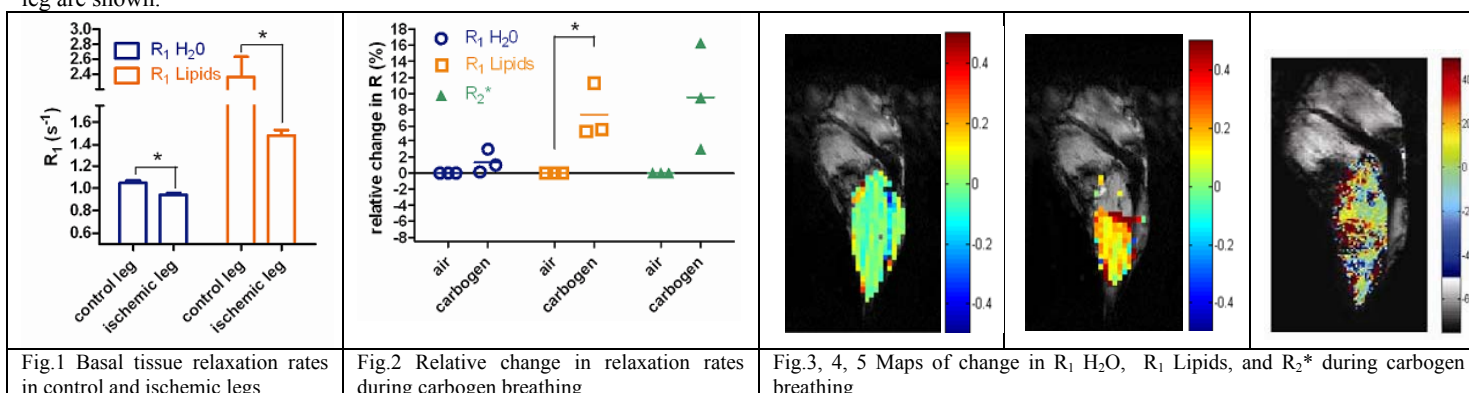 leg are shown.
3.0
2.8
2.6
2.4
1.6
1.4
1.2
1.0
0.8
0.6
R1 (s-1)
R1 H20
R1 Lipids
*
*
control leg
ischemic leg
control leg
ischemic leg
18
16
14
12
10
8
6
4
2
0
-2
-4
-6
-8
relative change in R (%)
R1 H20
R1 Lipids
R2*
*
air
carbogen
air
carbogen
air
carbogen
0.4
0.2
0
-0.2
-0.4
0.4
0.2
0
-0.2
-0.4
20
0
Fig.1 Basal tissue relaxation rates
in control and ischemic legs
Fig.2 Relative change in relaxation rates
during carbogen breathing
Fig.3, 4, 5 Maps of change in R1 H2O, R1 Lipids, and R2* during carbogen
breathing